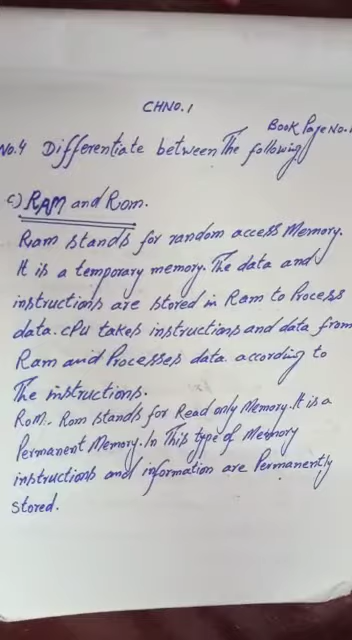 CHNO.1
Book Page No.
No.4 Differentiate between The following
c) RAM and Rom.
Ram stands for random access Memory.
It is a temporary memory. The data and
instructions are stored in Ram to Process
data. CPU takes instructions and data from
Ram and Processes data. according to
The instructions.
Rom. Rom stands for Read only Memory. It is a
Permanent Memory. In This type of Memory
instructions and information are Permanently
Stored.